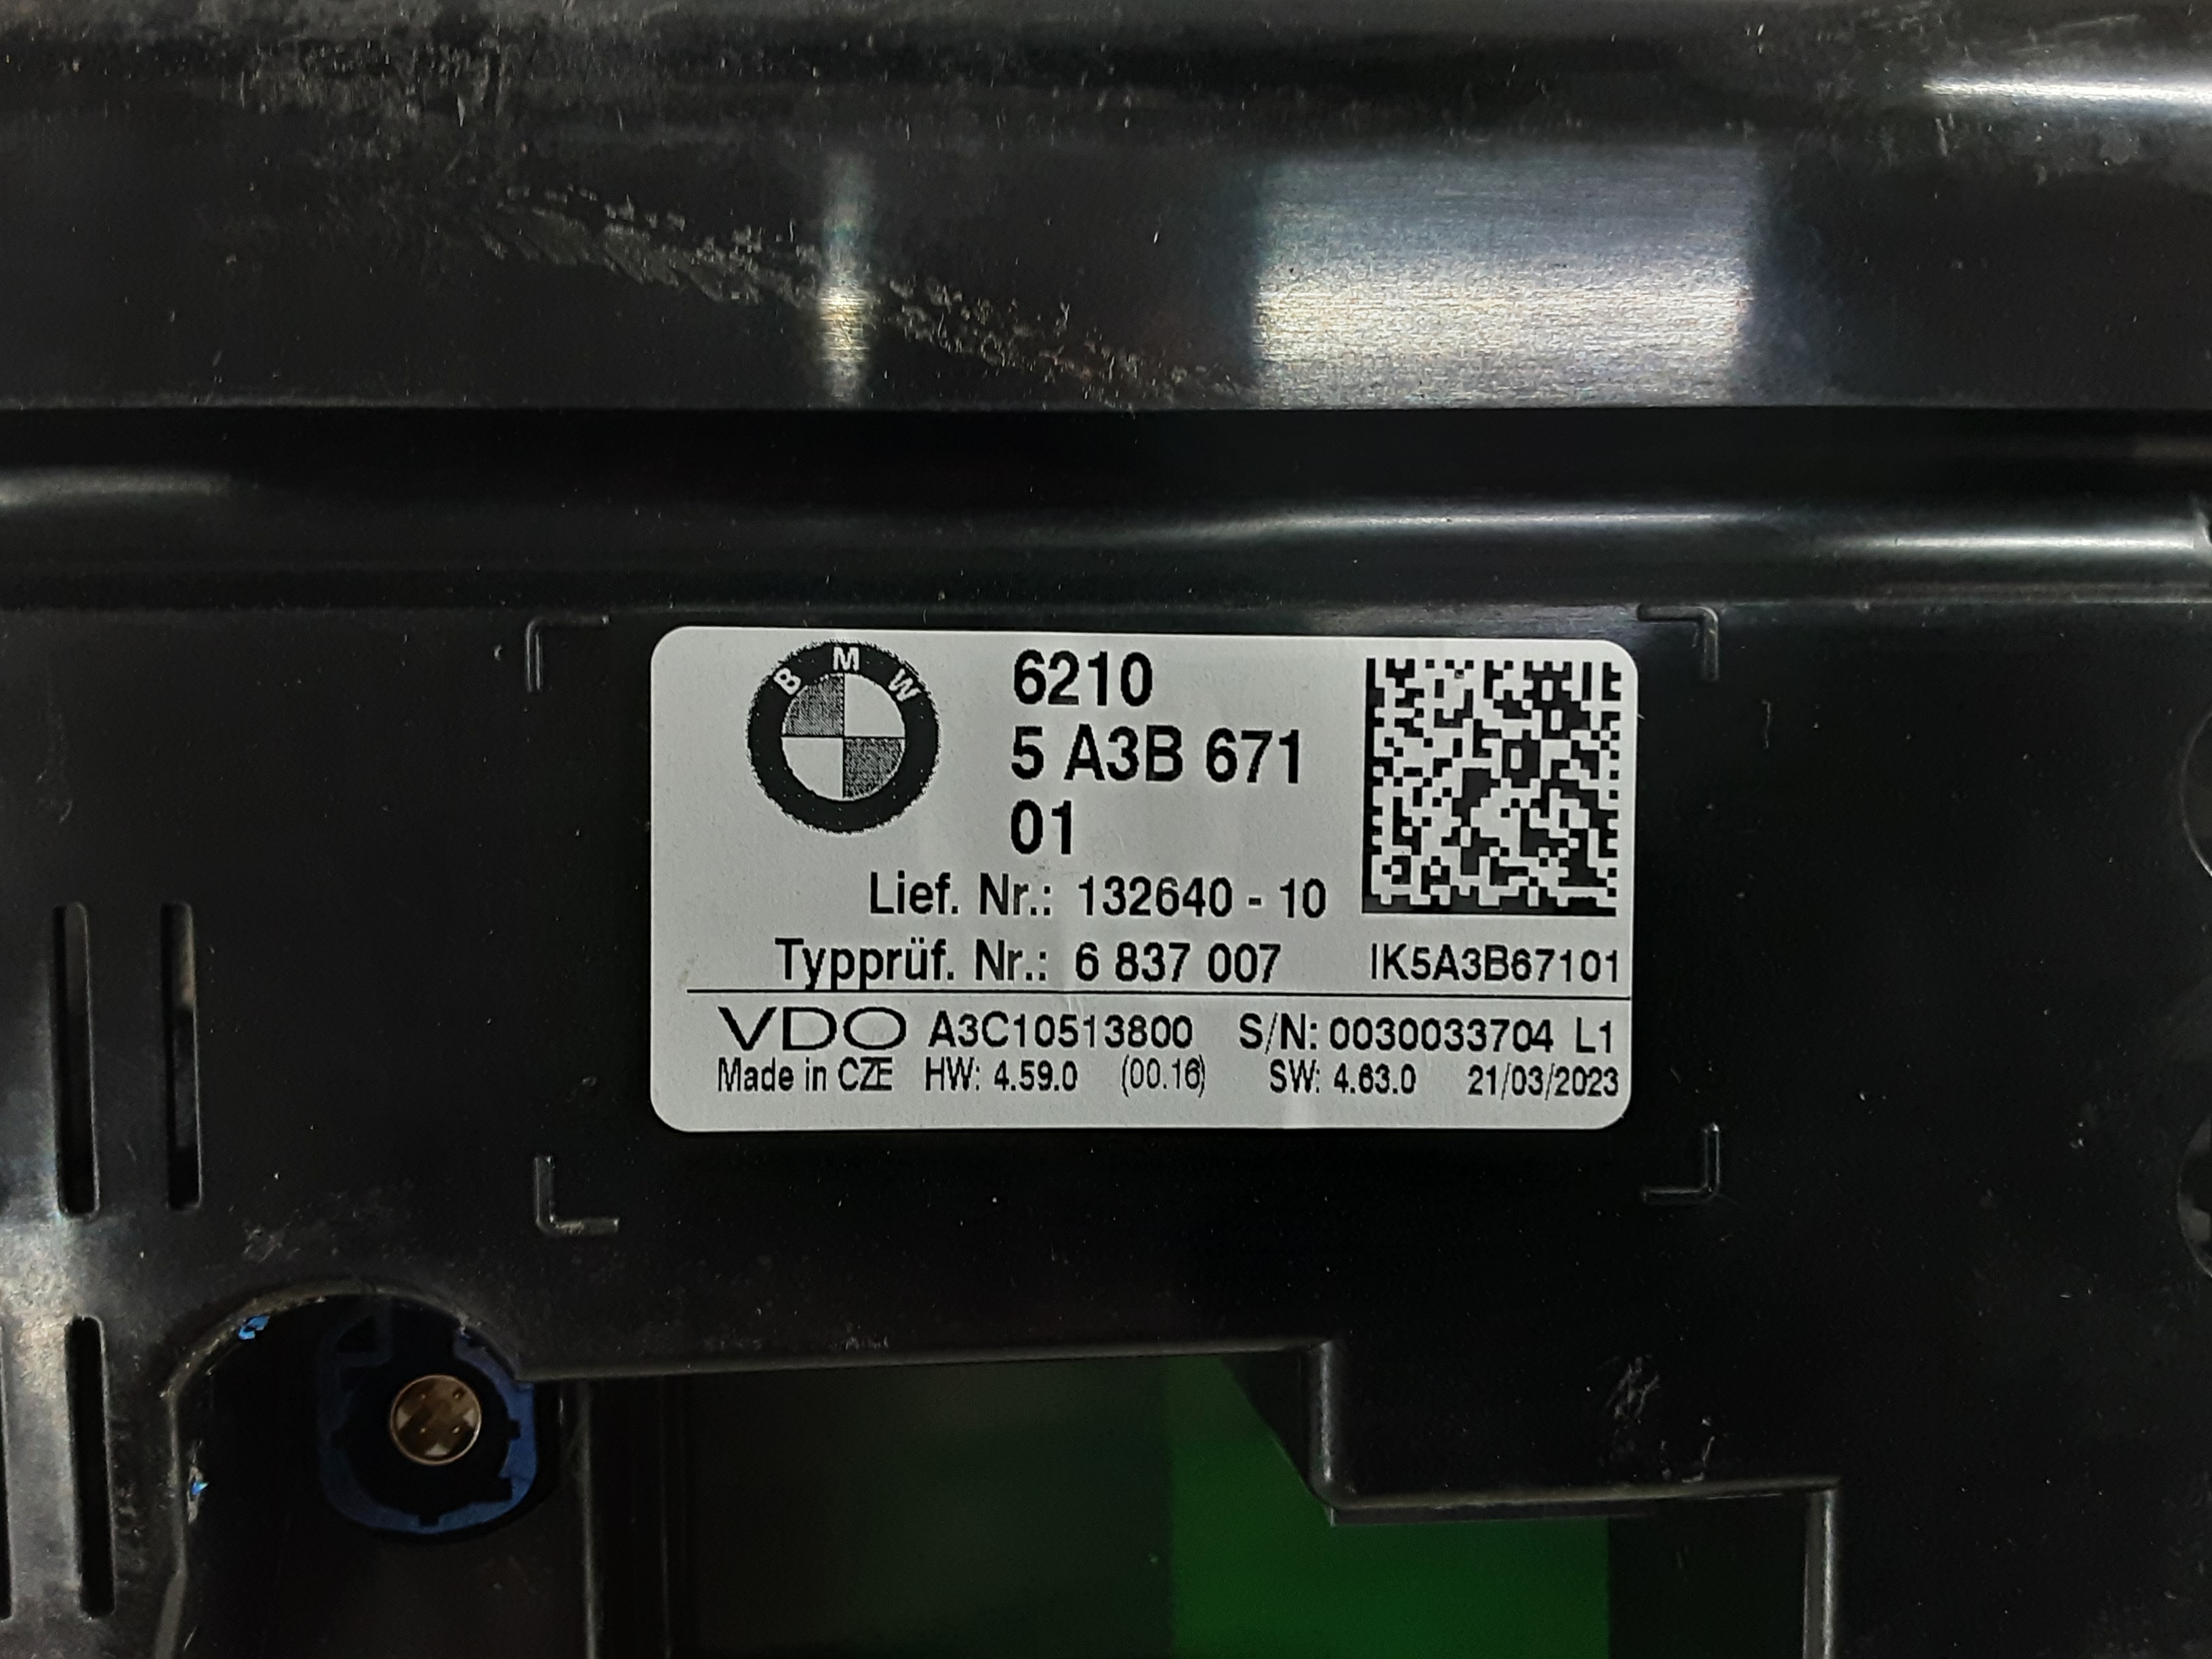 BMW
6210
5 A3B 671
01
Lief. Nr.: 132640 - 10
Typprüf. Nr.: 6 837 007 IK5A3B67101
VDO A3C10513800 S/N: 0030033704 L1
Made in CZE HW: 4.59.0 (00.16) SW: 4.63.0 21/03/2023